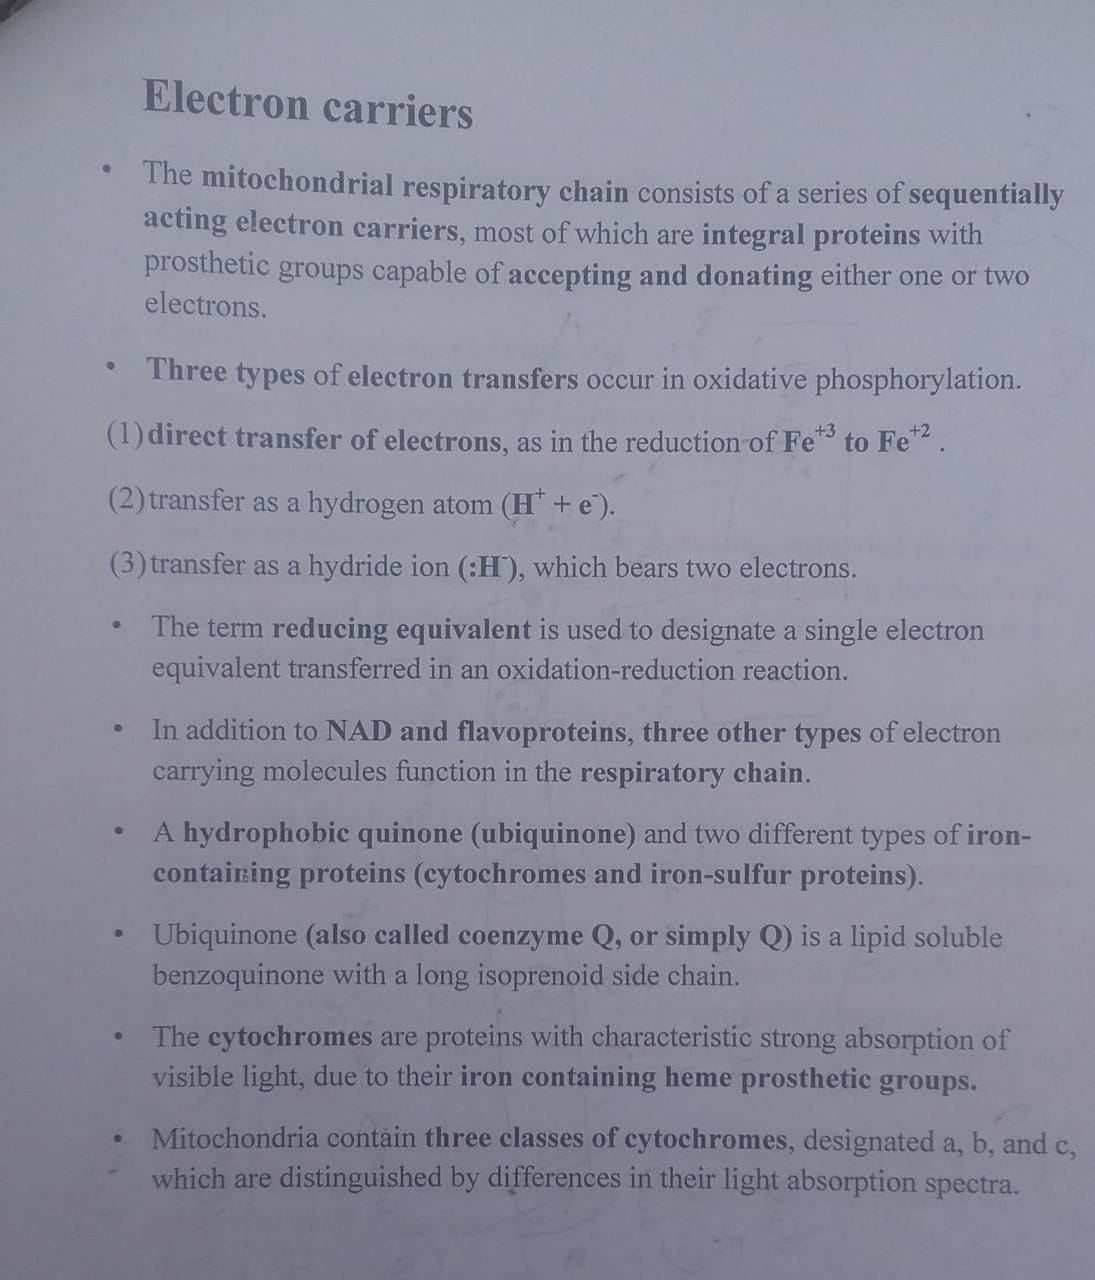 Electron carriers
• The mitochondrial respiratory chain consists of a series of sequentially
acting electron carriers, most of which are integral proteins with
prosthetic groups capable of accepting and donating either one or two
electrons.
• Three types of electron transfers occur in oxidative phosphorylation.
(1) direct transfer of electrons, as in the reduction of Fe⁺³ to Fe⁺² .
(2) transfer as a hydrogen atom (H⁺ + e⁻).
(3) transfer as a hydride ion (:H⁻), which bears two electrons.
• The term reducing equivalent is used to designate a single electron
equivalent transferred in an oxidation-reduction reaction.
• In addition to NAD and flavoproteins, three other types of electron
carrying molecules function in the respiratory chain.
• A hydrophobic quinone (ubiquinone) and two different types of iron-
containing proteins (cytochromes and iron-sulfur proteins).
• Ubiquinone (also called coenzyme Q, or simply Q) is a lipid soluble
benzoquinone with a long isoprenoid side chain.
• The cytochromes are proteins with characteristic strong absorption of
visible light, due to their iron containing heme prosthetic groups.
• Mitochondria contain three classes of cytochromes, designated a, b, and c,
which are distinguished by differences in their light absorption spectra.